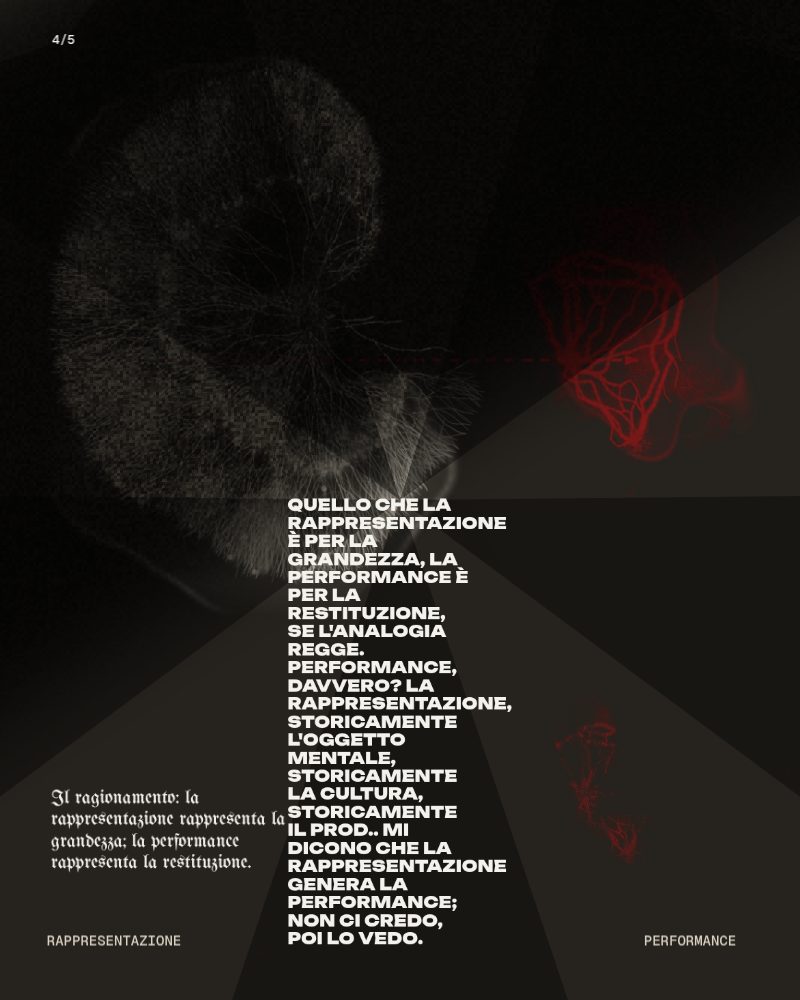 4/5
QUELLO CHE LA
RAPPRESENTAZIONE
È PER LA
GRANDEZZA, LA
PERFORMANCE È
PER LA
RESTITUZIONE,
SE L'ANALOGIA
REGGE.
PERFORMANCE,
DAVVERO? LA
RAPPRESENTAZIONE,
STORICAMENTE
L'OGGETTO
MENTALE,
STORICAMENTE
LA CULTURA,
STORICAMENTE
IL PROD.. MI
DICONO CHE LA
RAPPRESENTAZIONE
GENERA LA
PERFORMANCE;
NON CI CREDO,
POI LO VEDO.
Il ragionamento: la
rappresentazione rappresenta la
grandezza; la performance
rappresenta la restituzione.
RAPPRESENTAZIONE
PERFORMANCE